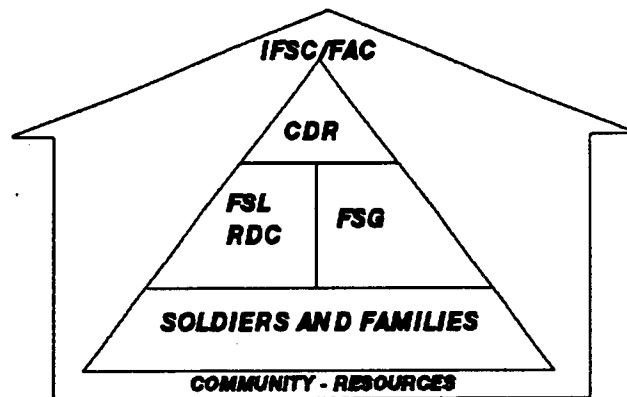 IFSC/FAC
CDR
FSL
RDC
FSG
SOLDIERS AND FAMILIES
COMMUNITY - RESOURCES